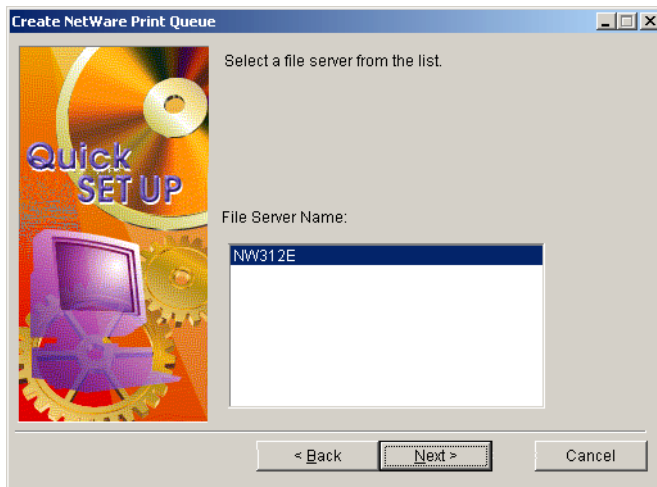 Create NetWare Print Queue
Select a file server from the list.
Quick
SET UP
File Server Name:
NW312E
< Back
Next >
Cancel